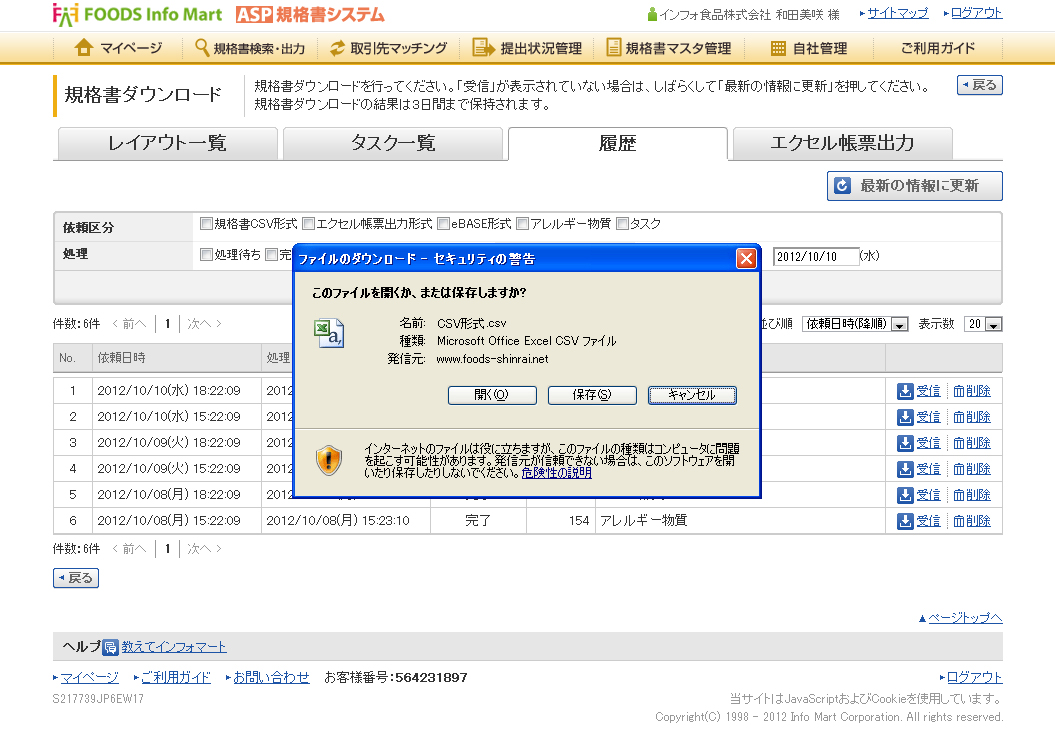 FOODS Info Mart ASP規格書システム
インフォ食品株式会社 和田美咲 様 サイトマップ ログアウト
マイページ 規格書検索・出力 取引先マッチング 提出状況管理 規格書マスタ管理 自社管理 ご利用ガイド
規格書ダウンロード
規格書ダウンロードを行ってください。「受信」が表示されていない場合は、しばらくして「最新の情報に更新」を押してください。
規格書ダウンロードの結果は3日間まで保持されます。
戻る
レイアウト一覧 タスク一覧 履歴 エクセル帳票出力
最新の情報に更新
依頼区分 規格書CSV形式 エクセル帳票出力形式 eBASE形式 アレルギー物質 タスク
処理 処理待ち 完 2012/10/10 (水)
ファイルのダウンロード - セキュリティの警告
このファイルを開くか、または保存しますか?
名前: CSV形式.csv
種類: Microsoft Office Excel CSV ファイル
発信元: www.foods-shinrai.net
開く(O) 保存(S) キャンセル
インターネットのファイルは役に立ちますが、このファイルの種類はコンピュータに問題
を起こす可能性があります。発信元が信頼できない場合は、このソフトウェアを開
いたり保存したりしないでください。危険性の説明
件数:6件 < 前へ 1 次へ > 並び順 依頼日時(降順) 表示数 20
No. 依頼日時 処理
1 2012/10/10(水) 18:22:09 2012 受信 削除
2 2012/10/10(水) 15:22:09 2012 受信 削除
3 2012/10/09(火) 18:22:09 2012 受信 削除
4 2012/10/09(火) 15:22:09 2012 受信 削除
5 2012/10/08(月) 18:22:09 2012 受信 削除
6 2012/10/08(月) 15:22:09 2012/10/08(月) 15:23:10 完了 154 アレルギー物質 受信 削除
件数:6件 < 前へ 1 次へ >
戻る
▲ページトップへ
ヘルプ 教えてインフォマート
マイページ ご利用ガイド お問い合わせ お客様番号:564231897 ログアウト
S217739JP6EW17
当サイトはJavaScriptおよびCookieを使用しています。
Copyright(C) 1998 - 2012 Info Mart Corporation. All rights reserved.